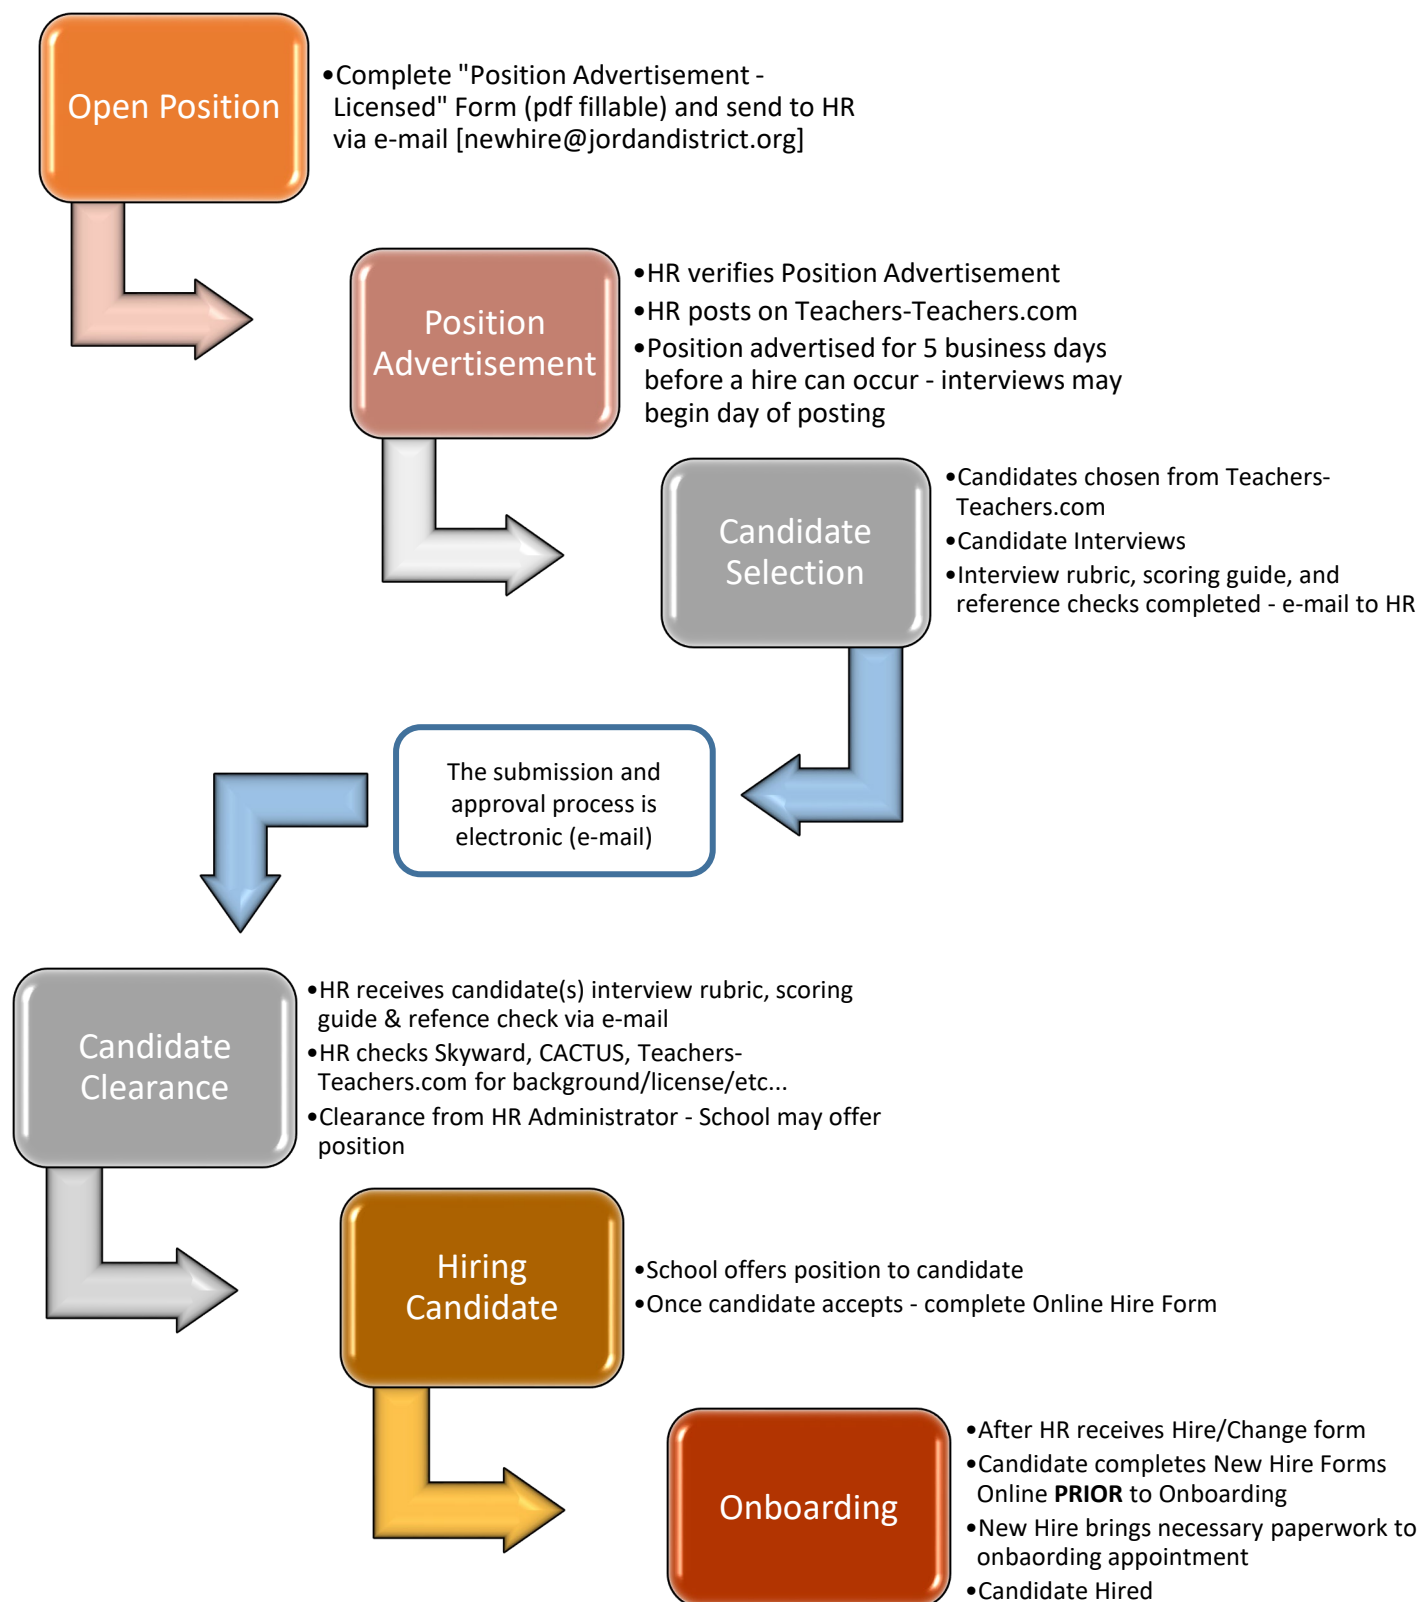 Open Position
•Complete "Position Advertisement -
Licensed" Form (pdf fillable) and send to HR
via e-mail [newhire@jordandistrict.org]
Position
Advertisement
•HR verifies Position Advertisement
•HR posts on Teachers-Teachers.com
•Position advertised for 5 business days
before a hire can occur - interviews may
begin day of posting
Candidate
Selection
•Candidates chosen from Teachers-
Teachers.com
•Candidate Interviews
•Interview rubric, scoring guide, and
reference checks completed - e-mail to HR
The submission and
approval process is
electronic (e-mail)
Candidate
Clearance
•HR receives candidate(s) interview rubric, scoring
guide & refence check via e-mail
•HR checks Skyward, CACTUS, Teachers-
Teachers.com for background/license/etc...
•Clearance from HR Administrator - School may offer
position
Hiring
Candidate
•School offers position to candidate
•Once candidate accepts - complete Online Hire Form
Onboarding
•After HR receives Hire/Change form
•Candidate completes New Hire Forms
Online PRIOR to Onboarding
•New Hire brings necessary paperwork to
onbaording appointment
•Candidate Hired